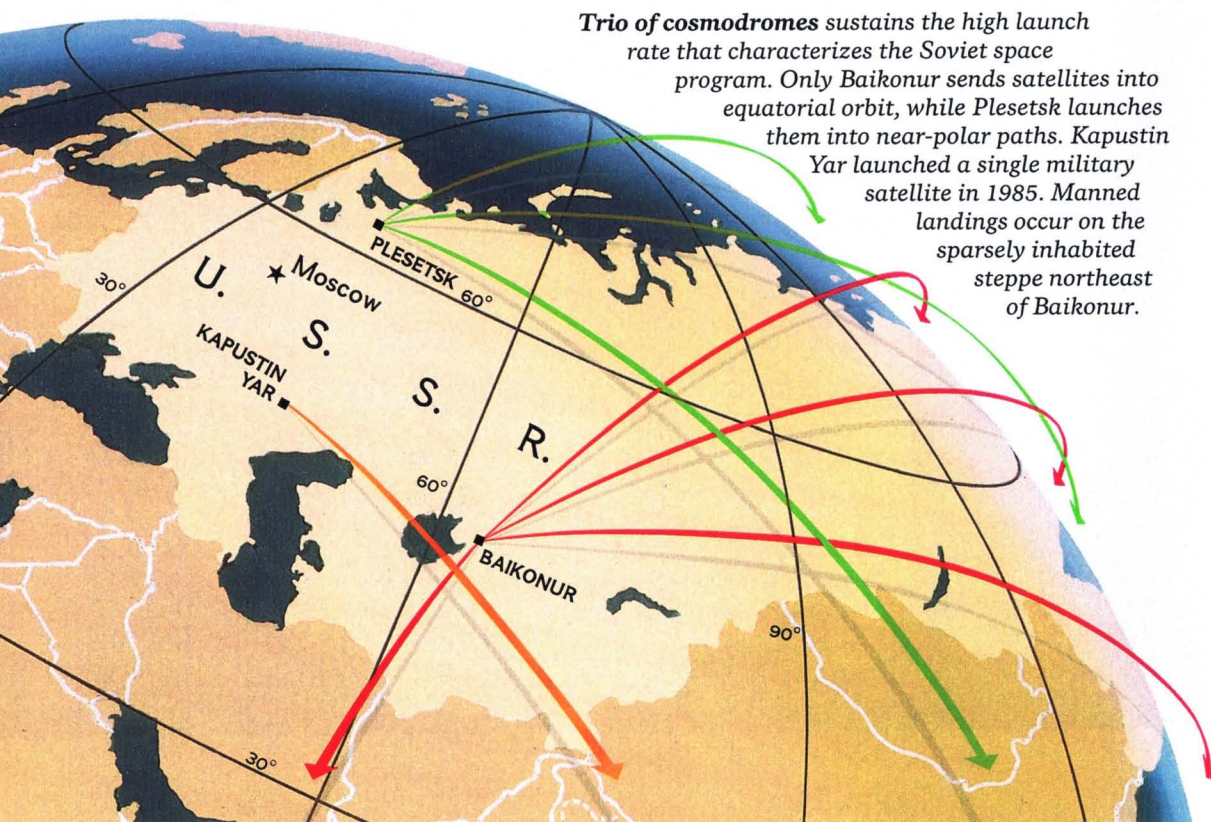 Trio of cosmodromes sustains the high launch
rate that characterizes the Soviet space
program. Only Baikonur sends satellites into
equatorial orbit, while Plesetsk launches
them into near-polar paths. Kapustin
Yar launched a single military
satellite in 1985. Manned
landings occur on the
sparsely inhabited
steppe northeast
of Baikonur.
PLESETSK
60°
30°
U.
S.
S.
R.
Moscow
KAPUSTIN
YAR
60°
BAIKONUR
90°
30°